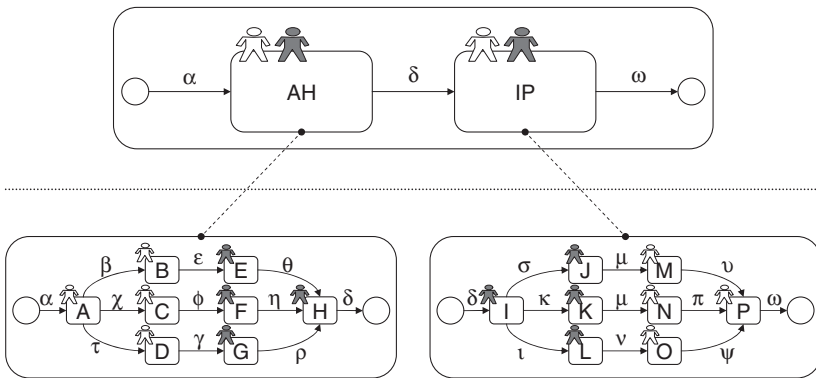 α AH δ IP ω
β B ε E θ
α A χ C φ F η H δ
τ D γ G ρ
σ J μ M υ
δ I κ K μ N π P ω
ι L ν O ψ